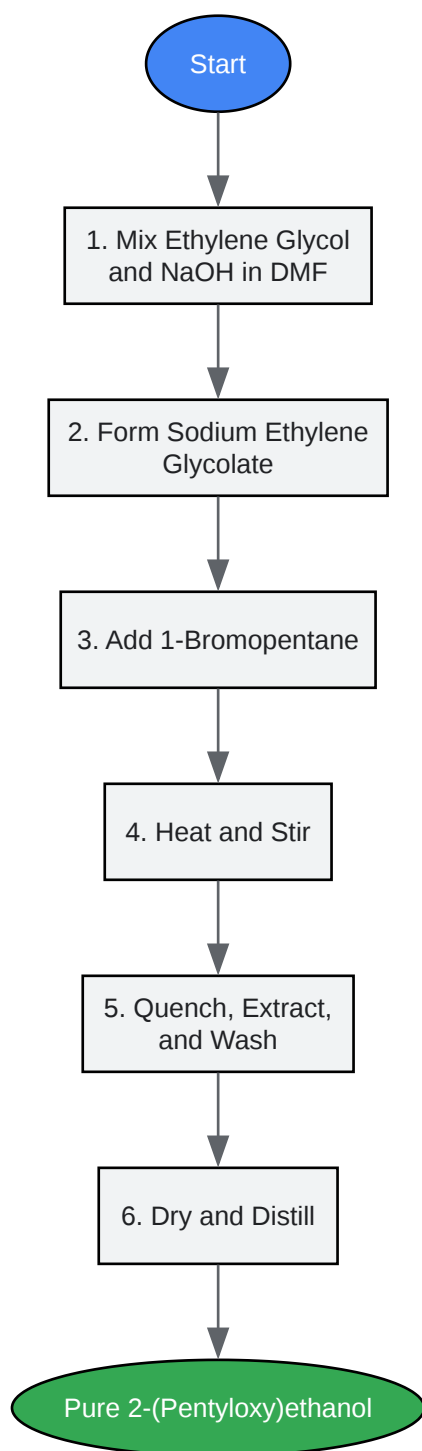 Start
1. Mix Ethylene Glycol
and NaOH in DMF
2. Form Sodium Ethylene
Glycolate
3. Add 1-Bromopentane
4. Heat and Stir
5. Quench, Extract,
and Wash
6. Dry and Distill
Pure 2-(Pentyloxy)ethanol